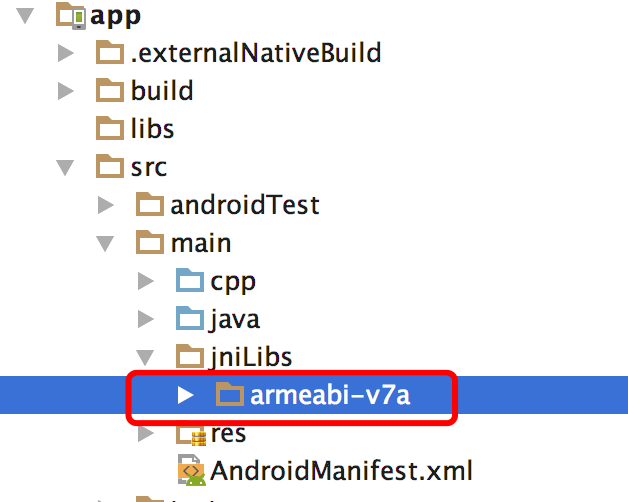 app
.externalNativeBuild
build
libs
src
androidTest
main
cpp
java
jniLibs
armeabi-v7a
res
AndroidManifest.xml